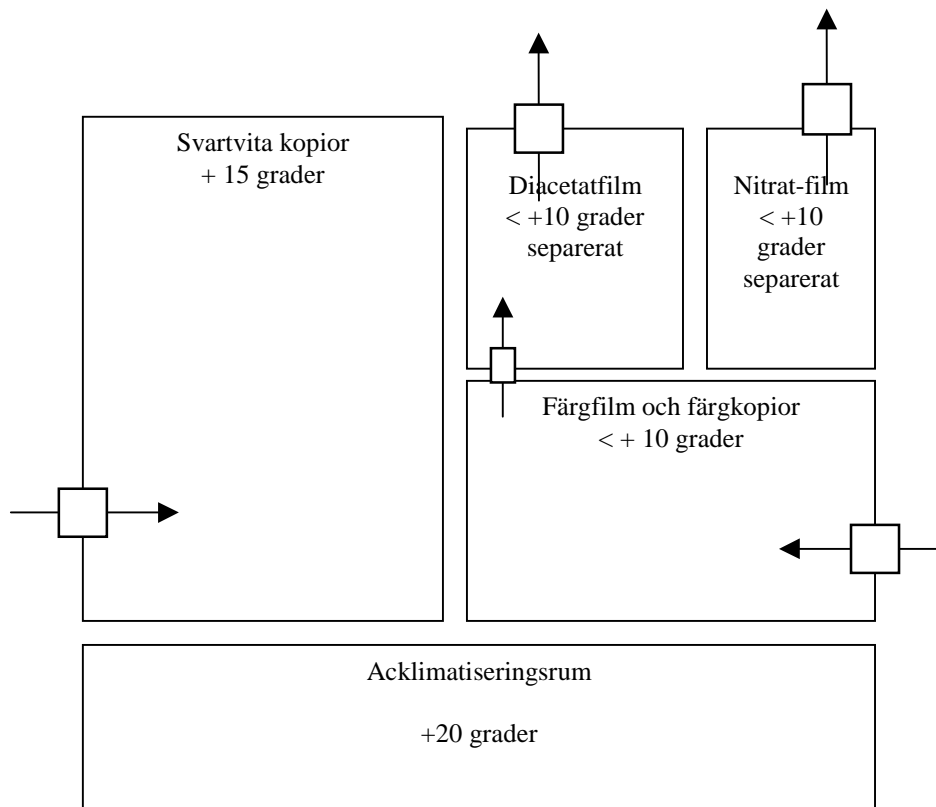 Svartvita kopior
+ 15 grader
Diacetatfilm
< +10 grader
separerat
Nitrat-film
< +10
grader
separerat
Färgfilm och färgkopior
< + 10 grader
Acklimatiseringsrum
+20 grader